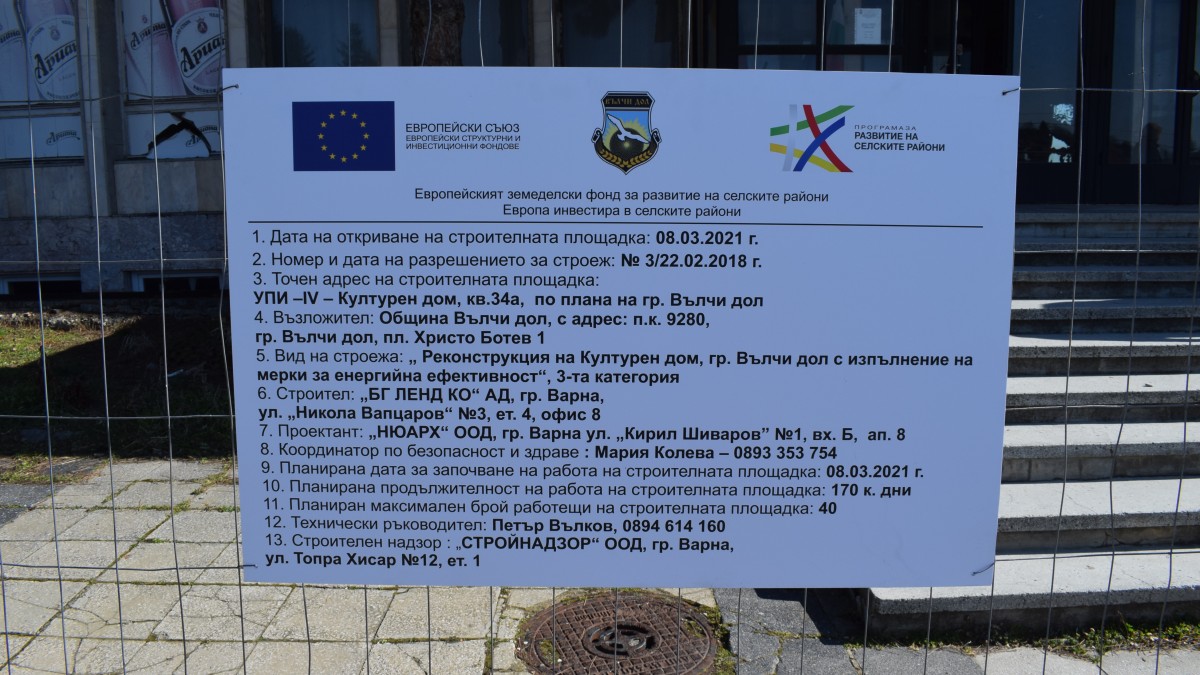 Ариана
Ариана
ЕВРОПЕЙСКИ СЪЮЗ
ЕВРОПЕЙСКИ СТРУКТУРНИ И
ИНВЕСТИЦИОННИ ФОНДОВЕ
ВЪЛЧИ ДОЛ
ПРОГРАМА ЗА
РАЗВИТИЕ НА
СЕЛСКИТЕ РАЙОНИ
Европейският земеделски фонд за развитие на селските райони
Европа инвестира в селските райони
1. Дата на откриване на строителната площадка: 08.03.2021 г.
2. Номер и дата на разрешението за строеж: № 3/22.02.2018 г.
3. Точен адрес на строителната площадка:
УПИ –IV – Културен дом, кв.34а, по плана на гр. Вълчи дол
4. Възложител: Община Вълчи дол, с адрес: п.к. 9280,
гр. Вълчи дол, пл. Христо Ботев 1
5. Вид на строежа: „ Реконструкция на Културен дом, гр. Вълчи дол с изпълнение на
мерки за енергийна ефективност“, 3-та категория
6. Строител: „БГ ЛЕНД КО“ АД, гр. Варна,
ул. „Никола Вапцаров“ №3, ет. 4, офис 8
7. Проектант: „НЮАРХ“ ООД, гр. Варна ул. „Кирил Шиваров” №1, вх. Б, ап. 8
8. Координатор по безопасност и здраве : Мария Колева – 0893 353 754
9. Планирана дата за започване на работа на строителната площадка: 08.03.2021 г.
10. Планирана продължителност на работа на строителната площадка: 170 к. дни
11. Планиран максимален брой работещи на строителната площадка: 40
12. Технически ръководител: Петър Вълков, 0894 614 160
13. Строителен надзор : „СТРОЙНАДЗОР“ ООД, гр. Варна,
ул. Топра Хисар №12, ет. 1